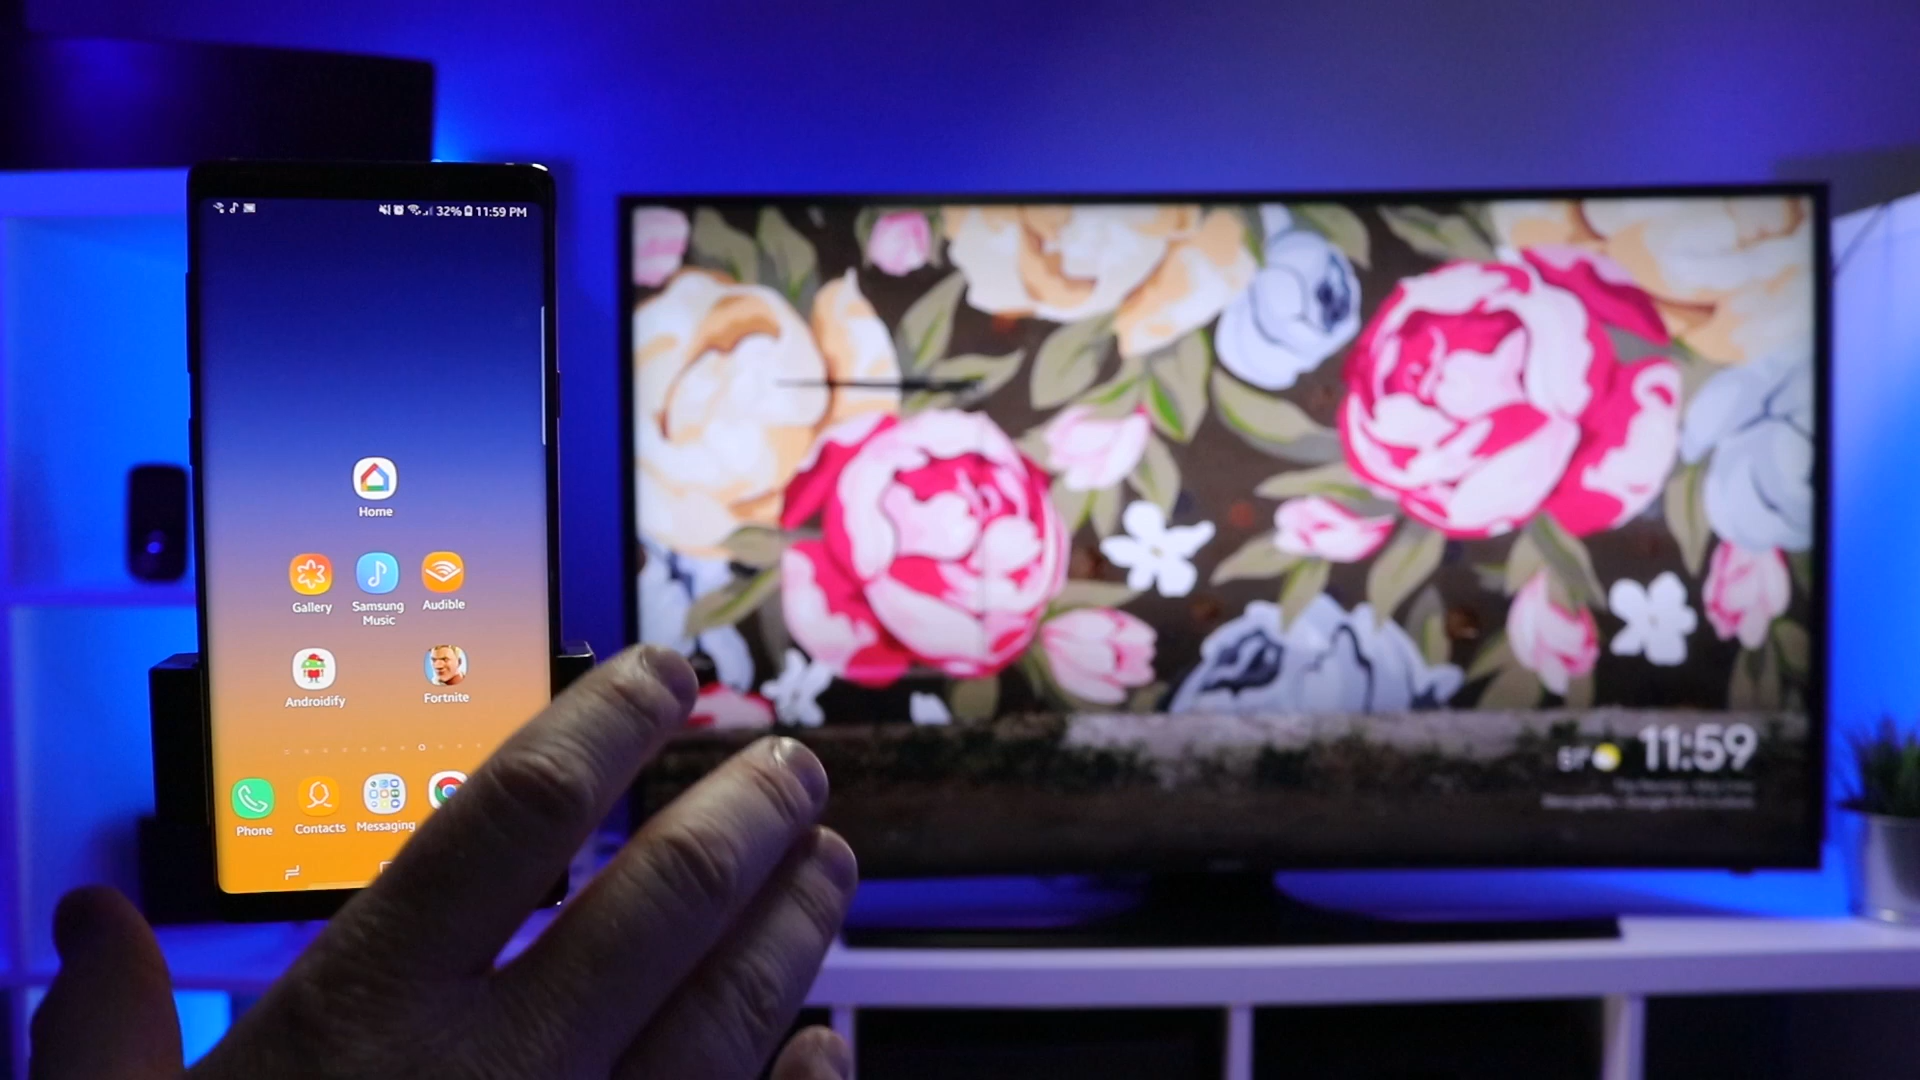 32% 11:59 PM
Home
Gallery
Samsung
Music
Audible
Androidify
Fortnite
Phone
Contacts
Messaging
11:59